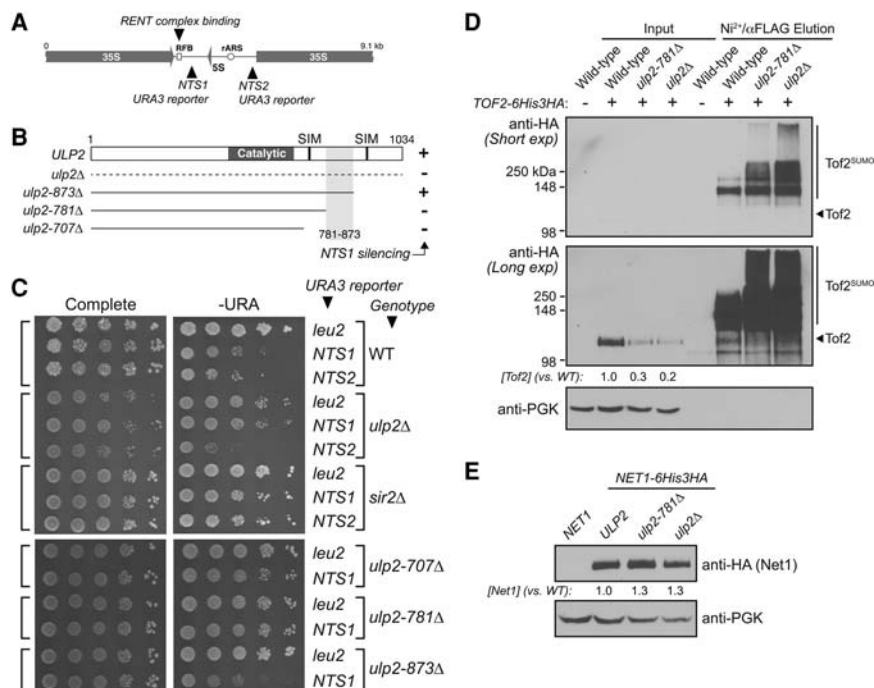 A
RENT complex binding
0
RFB
rARS
9.1 kb
35S
5S
35S
NTS1
URA3 reporter
NTS2
URA3 reporter
B
1
SIM
SIM
1034
ULP2
Catalytic
+
ulp2Δ
-
ulp2-873Δ
+
ulp2-781Δ
-
ulp2-707Δ
-
781-873
NTS1 silencing
C
Complete
-URA
URA3 reporter
Genotype
leu2
NTS1
NTS2
WT
leu2
NTS1
NTS2
ulp2Δ
leu2
NTS1
NTS2
sir2Δ
leu2
NTS1
ulp2-707Δ
leu2
NTS1
ulp2-781Δ
leu2
NTS1
ulp2-873Δ
D
Input
Ni²⁺/αFLAG Elution
Wild-type
Wild-type
ulp2-781Δ
ulp2Δ
Wild-type
Wild-type
ulp2-781Δ
ulp2Δ
TOF2-6His3HA: - + + + - + + +
anti-HA
(Short exp)
250 kDa
148
98
Tof2ˢᵁᴹᴼ
Tof2
anti-HA
(Long exp)
250
148
98
Tof2ˢᵁᴹᴼ
Tof2
[Tof2] (vs. WT): 1.0 0.3 0.2
anti-PGK
E
NET1-6His3HA
NET1
ULP2
ulp2-781Δ
ulp2Δ
anti-HA (Net1)
[Net1] (vs. WT): 1.0 1.3 1.3
anti-PGK